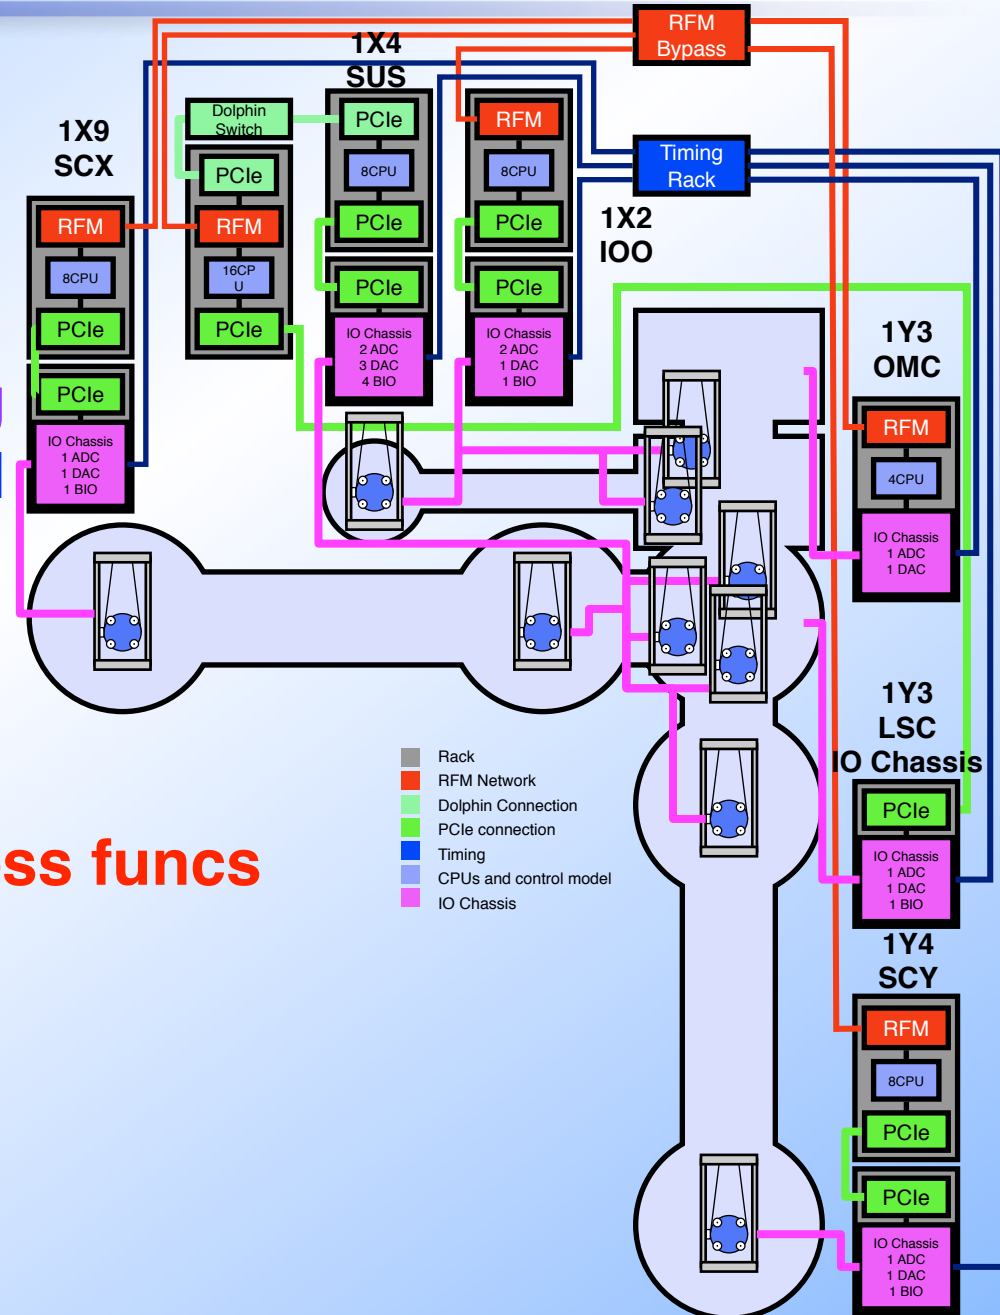 RFM
Bypass
1X4
SUS
Dolphin
Switch
PCIe
RFM
1X9
SCX
8CPU
Timing
Rack
PCIe
RFM
RFM
PCIe
PCIe
1X2
IOO
8CPU
16CP
U
PCIe
PCIe
PCIe
PCIe
IO Chassis
2 ADC
3 DAC
4 BIO
IO Chassis
2 ADC
1 DAC
1 BIO
1Y3
OMC
PCIe
RFM
IO Chassis
1 ADC
1 DAC
1 BIO
4CPU
IO Chassis
1 ADC
1 DAC
1Y3
LSC
IO Chassis
PCIe
IO Chassis
1 ADC
1 DAC
1 BIO
Rack
RFM Network
Dolphin Connection
PCIe connection
Timing
CPUs and control model
IO Chassis
ss funcs
1Y4
SCY
RFM
8CPU
PCIe
PCIe
IO Chassis
1 ADC
1 DAC
1 BIO
8CPU
8CPU